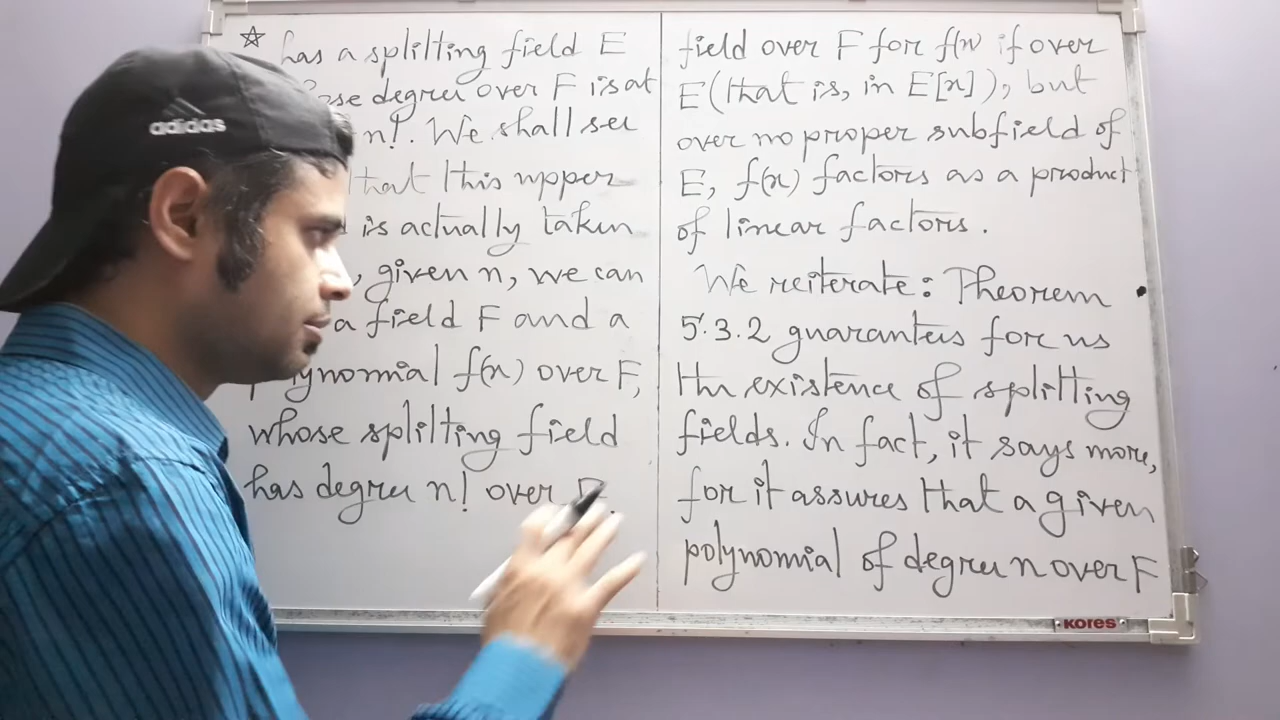 ☆ has a splitting field E
degree over F is at
n!. We shall see
that this upper
is actually taken
, given n, we can
a field F and a
polynomial f(x) over F,
whose splitting field
has degree n! over F.
field over F for f(x) if over
E (that is, in E[x]), but
over no proper subfield of
E, f(x) factors as a product
of linear factors.
We reiterate: Theorem
5.3.2 guarantees for us
the existence of splitting
fields. In fact, it says more,
for it assures that a given
polynomial of degree n over F
adidas
KORES